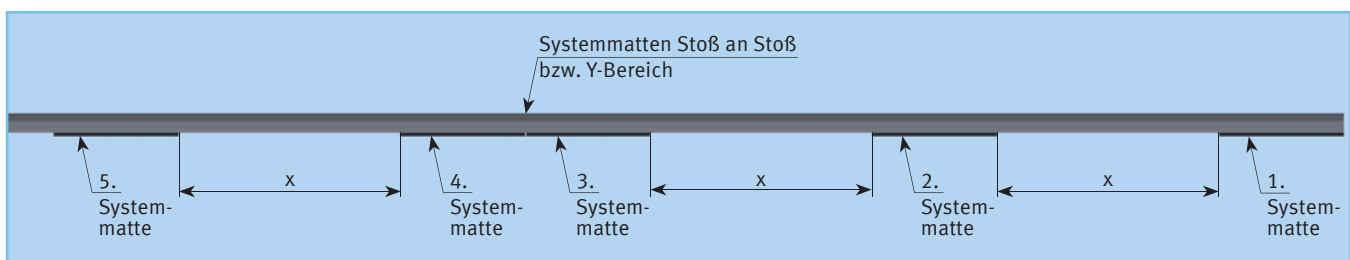 Systemmatten Stoß an Stoß
bzw. Y-Bereich
5.
System-
matte
x
4.
System-
matte
3.
System-
matte
x
2.
System-
matte
x
1.
System-
matte